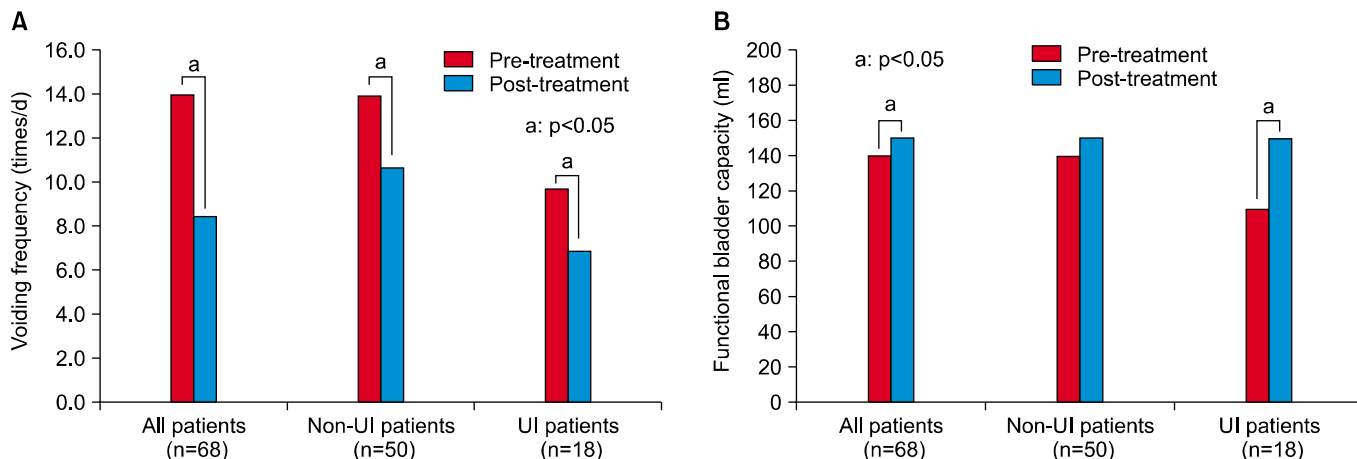 A
Voiding frequency (times/d)
16.0
14.0
12.0
10.0
8.0
6.0
4.0
2.0
0.0
a
a
a
Pre-treatment
Post-treatment
a: p<0.05
All patients
(n=68)
Non-UI patients
(n=50)
UI patients
(n=18)
B
Functional bladder capacity (ml)
200
180
160
140
120
100
80
60
40
20
0
a: p<0.05
Pre-treatment
Post-treatment
a
a
All patients
(n=68)
Non-UI patients
(n=50)
UI patients
(n=18)